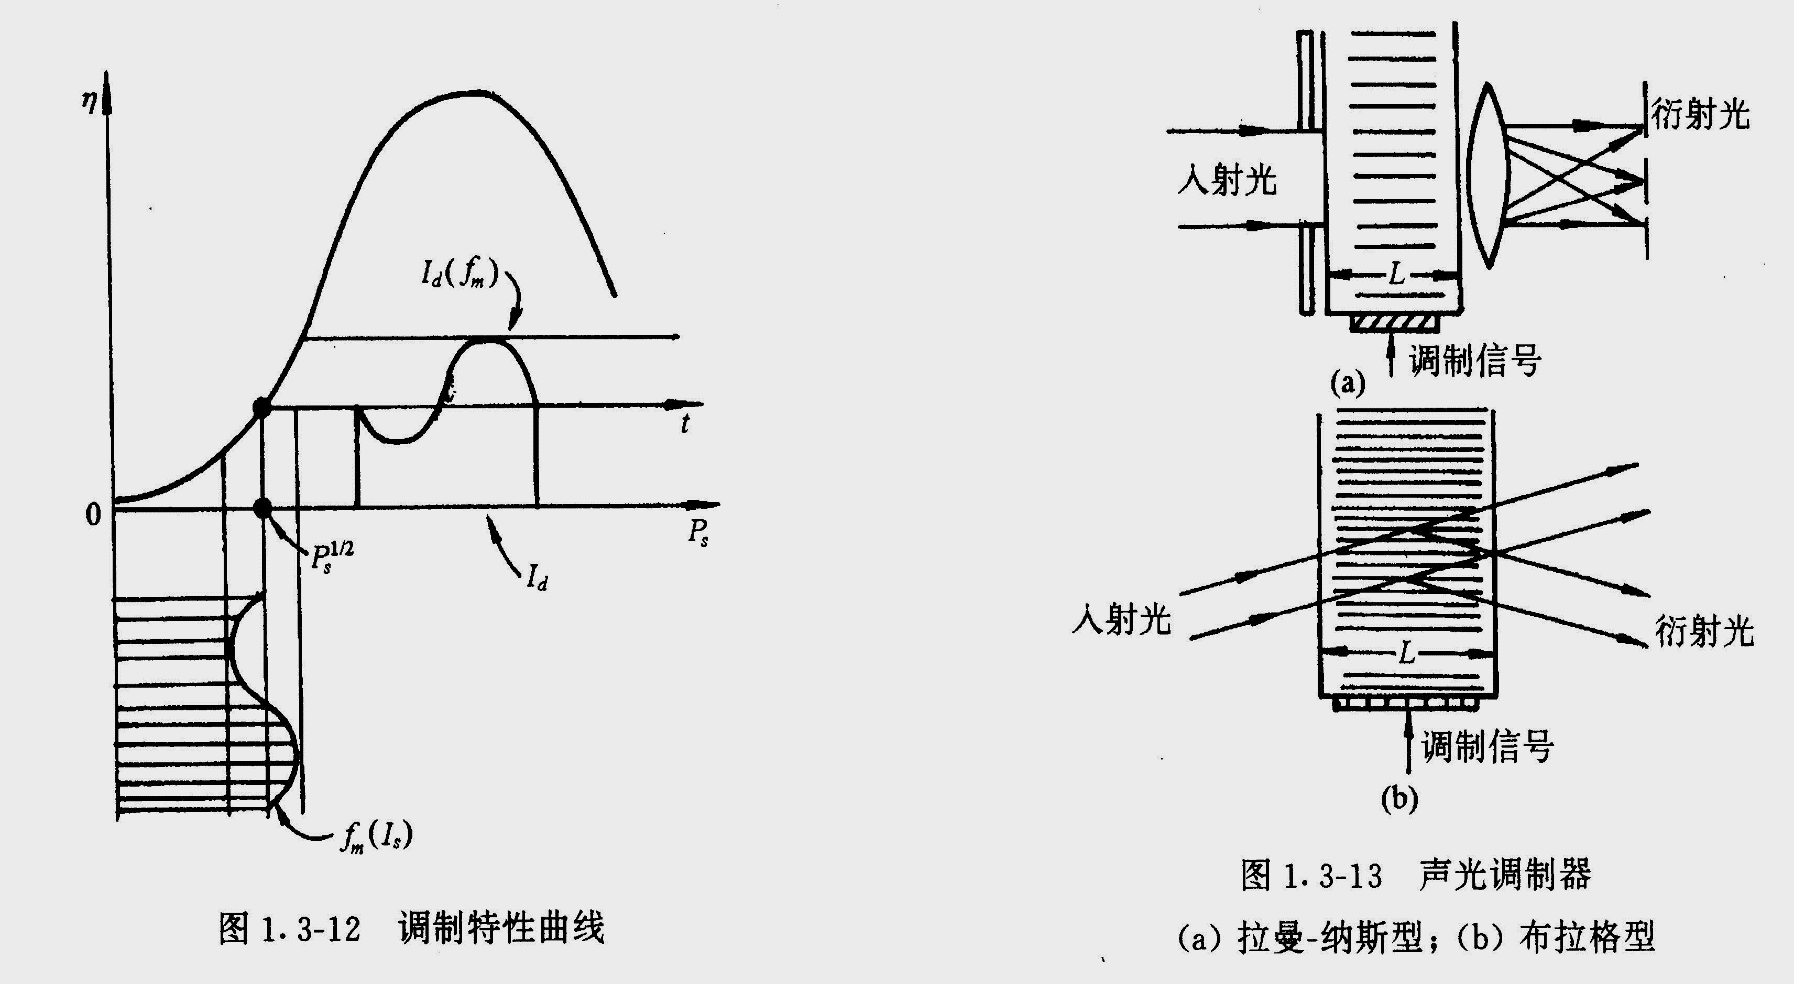 η
I_d(f_m)
t
0
P_s
P_s^{1/2}
I_d
f_m(I_s)
图 1.3-12 调制特性曲线
入射光
衍射光
L
调制信号
(a)
入射光
衍射光
L
调制信号
(b)
图 1.3-13 声光调制器
(a) 拉曼-纳斯型；(b) 布拉格型